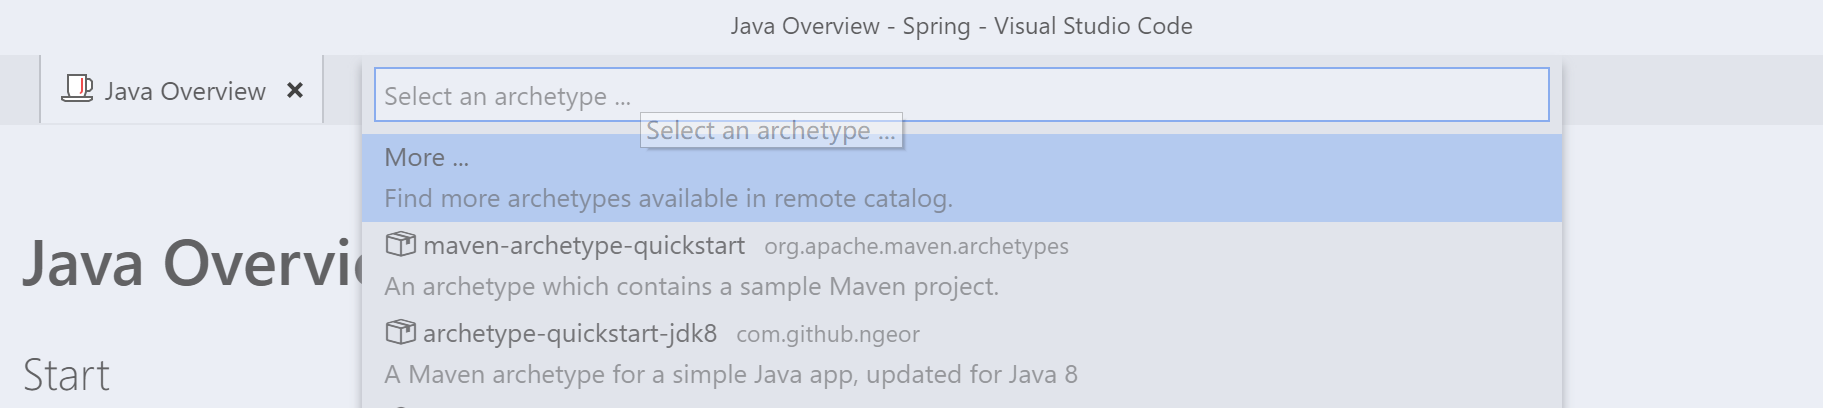 Java Overview - Spring - Visual Studio Code
Java Overview
Select an archetype ...
Select an archetype ...
More ...
Find more archetypes available in remote catalog.
Java Overvie
maven-archetype-quickstart org.apache.maven.archetypes
An archetype which contains a sample Maven project.
archetype-quickstart-jdk8 com.github.ngeor
Start
A Maven archetype for a simple Java app, updated for Java 8